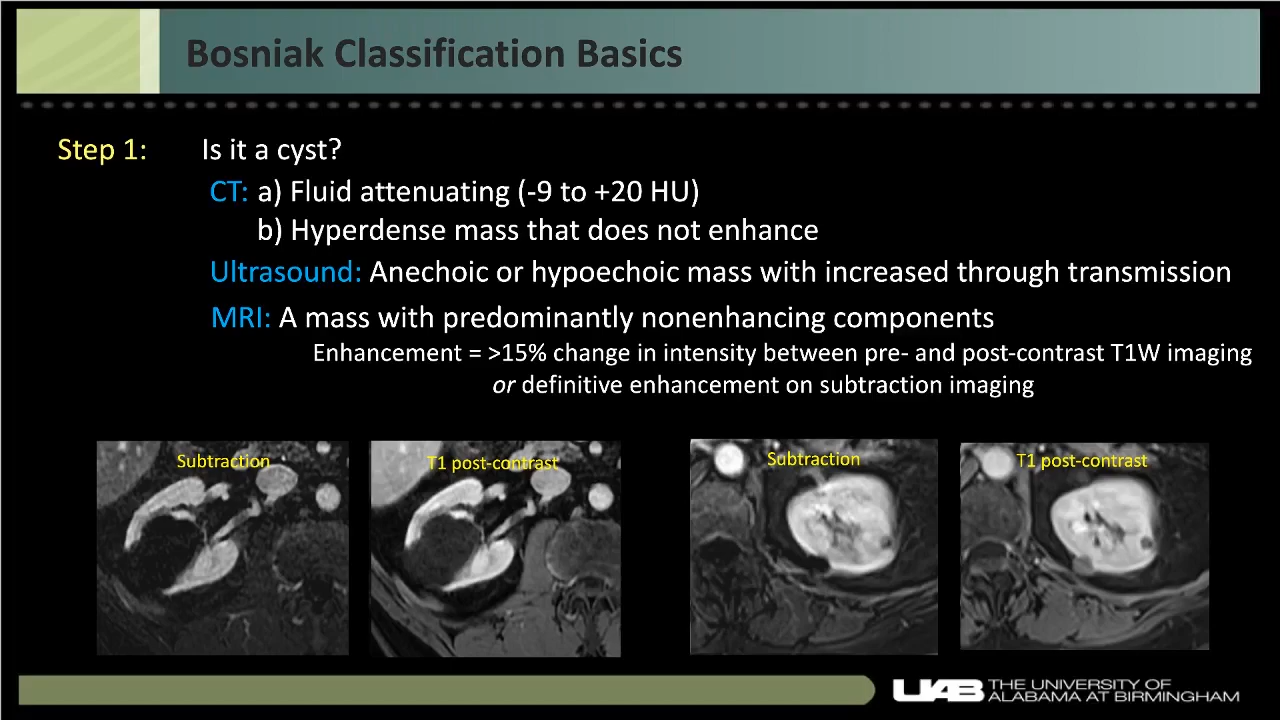 Bosniak Classification Basics
Step 1: Is it a cyst?
CT: a) Fluid attenuating (-9 to +20 HU)
b) Hyperdense mass that does not enhance
Ultrasound: Anechoic or hypoechoic mass with increased through transmission
MRI: A mass with predominantly nonenhancing components
Enhancement = >15% change in intensity between pre- and post-contrast T1W imaging
or definitive enhancement on subtraction imaging
Subtraction
T1 post-contrast
Subtraction
T1 post-contrast
UAB THE UNIVERSITY OF
ALABAMA AT BIRMINGHAM